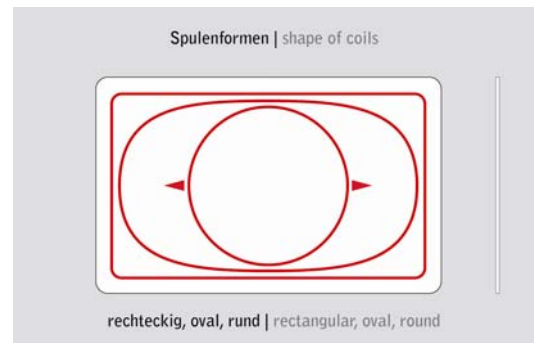 Spulenformen | shape of coils
rechteckig, oval, rund | rectangular, oval, round